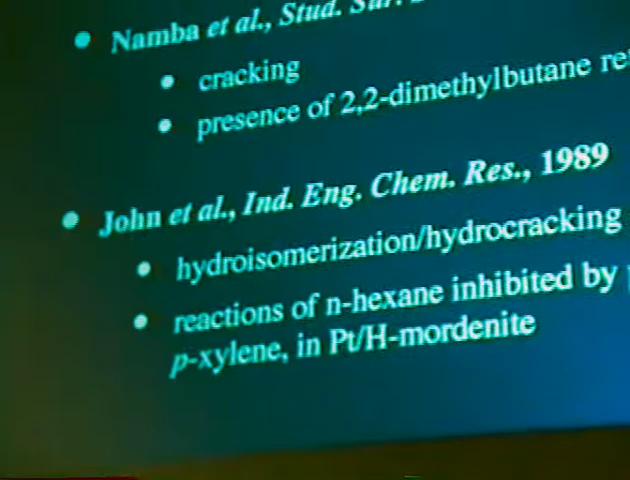 Namba et al., Stud. Sur.
cracking
presence of 2,2-dimethylbutane
John et al., Ind. Eng. Chem. Res., 1989
hydroisomerization/hydrocracking
reactions of n-hexane inhibited by
p-xylene, in Pt/H-mordenite